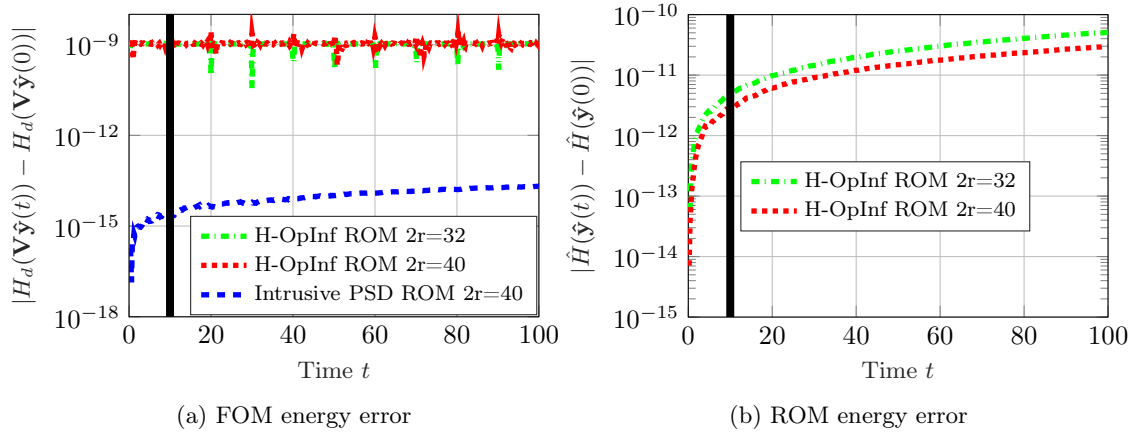 |H_d(Vŷ(t)) − H_d(Vŷ(0))|
10^−9
10^−12
10^−15
10^−18
H-OpInf ROM 2r=32
H-OpInf ROM 2r=40
Intrusive PSD ROM 2r=40
0 20 40 60 80 100
Time t
(a) FOM energy error
|Ĥ(ŷ(t)) − Ĥ(ŷ(0))|
10^−10
10^−11
10^−12
10^−13
10^−14
10^−15
H-OpInf ROM 2r=32
H-OpInf ROM 2r=40
0 20 40 60 80 100
Time t
(b) ROM energy error